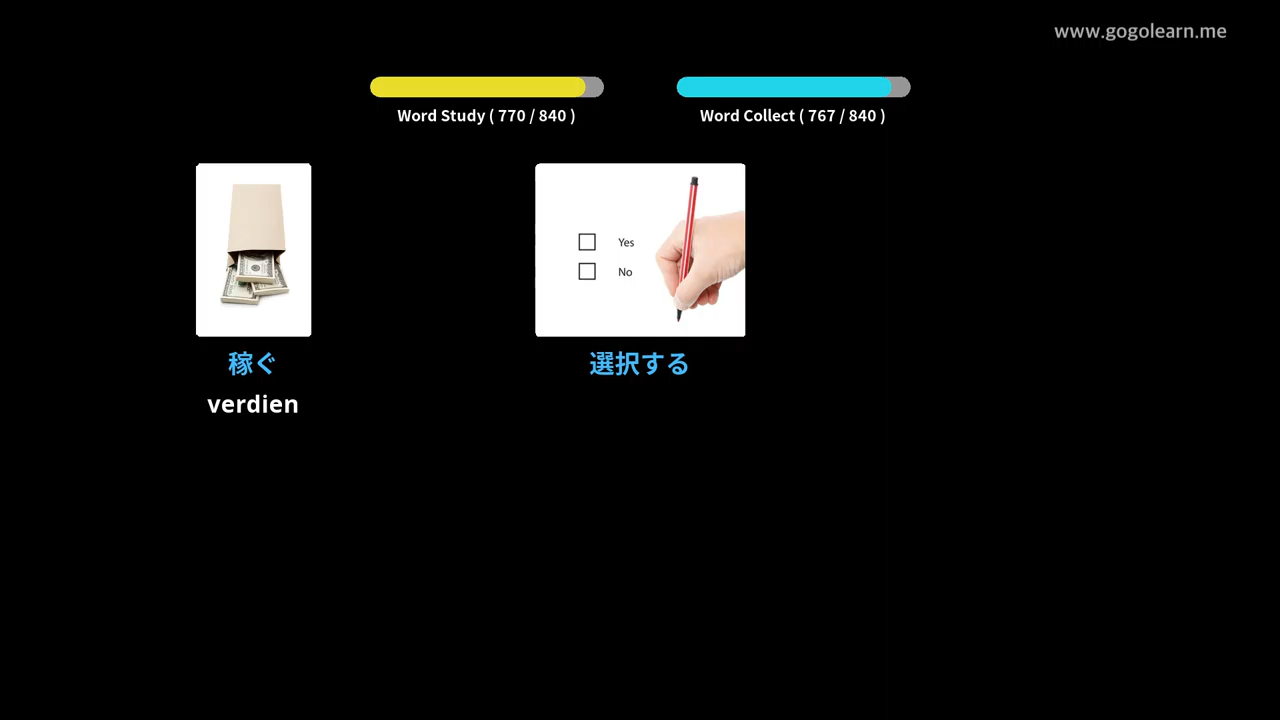 www.gogolearn.me
Word Study ( 770 / 840 )
Word Collect ( 767 / 840 )
Yes
No
稼ぐ
選択する
verdien